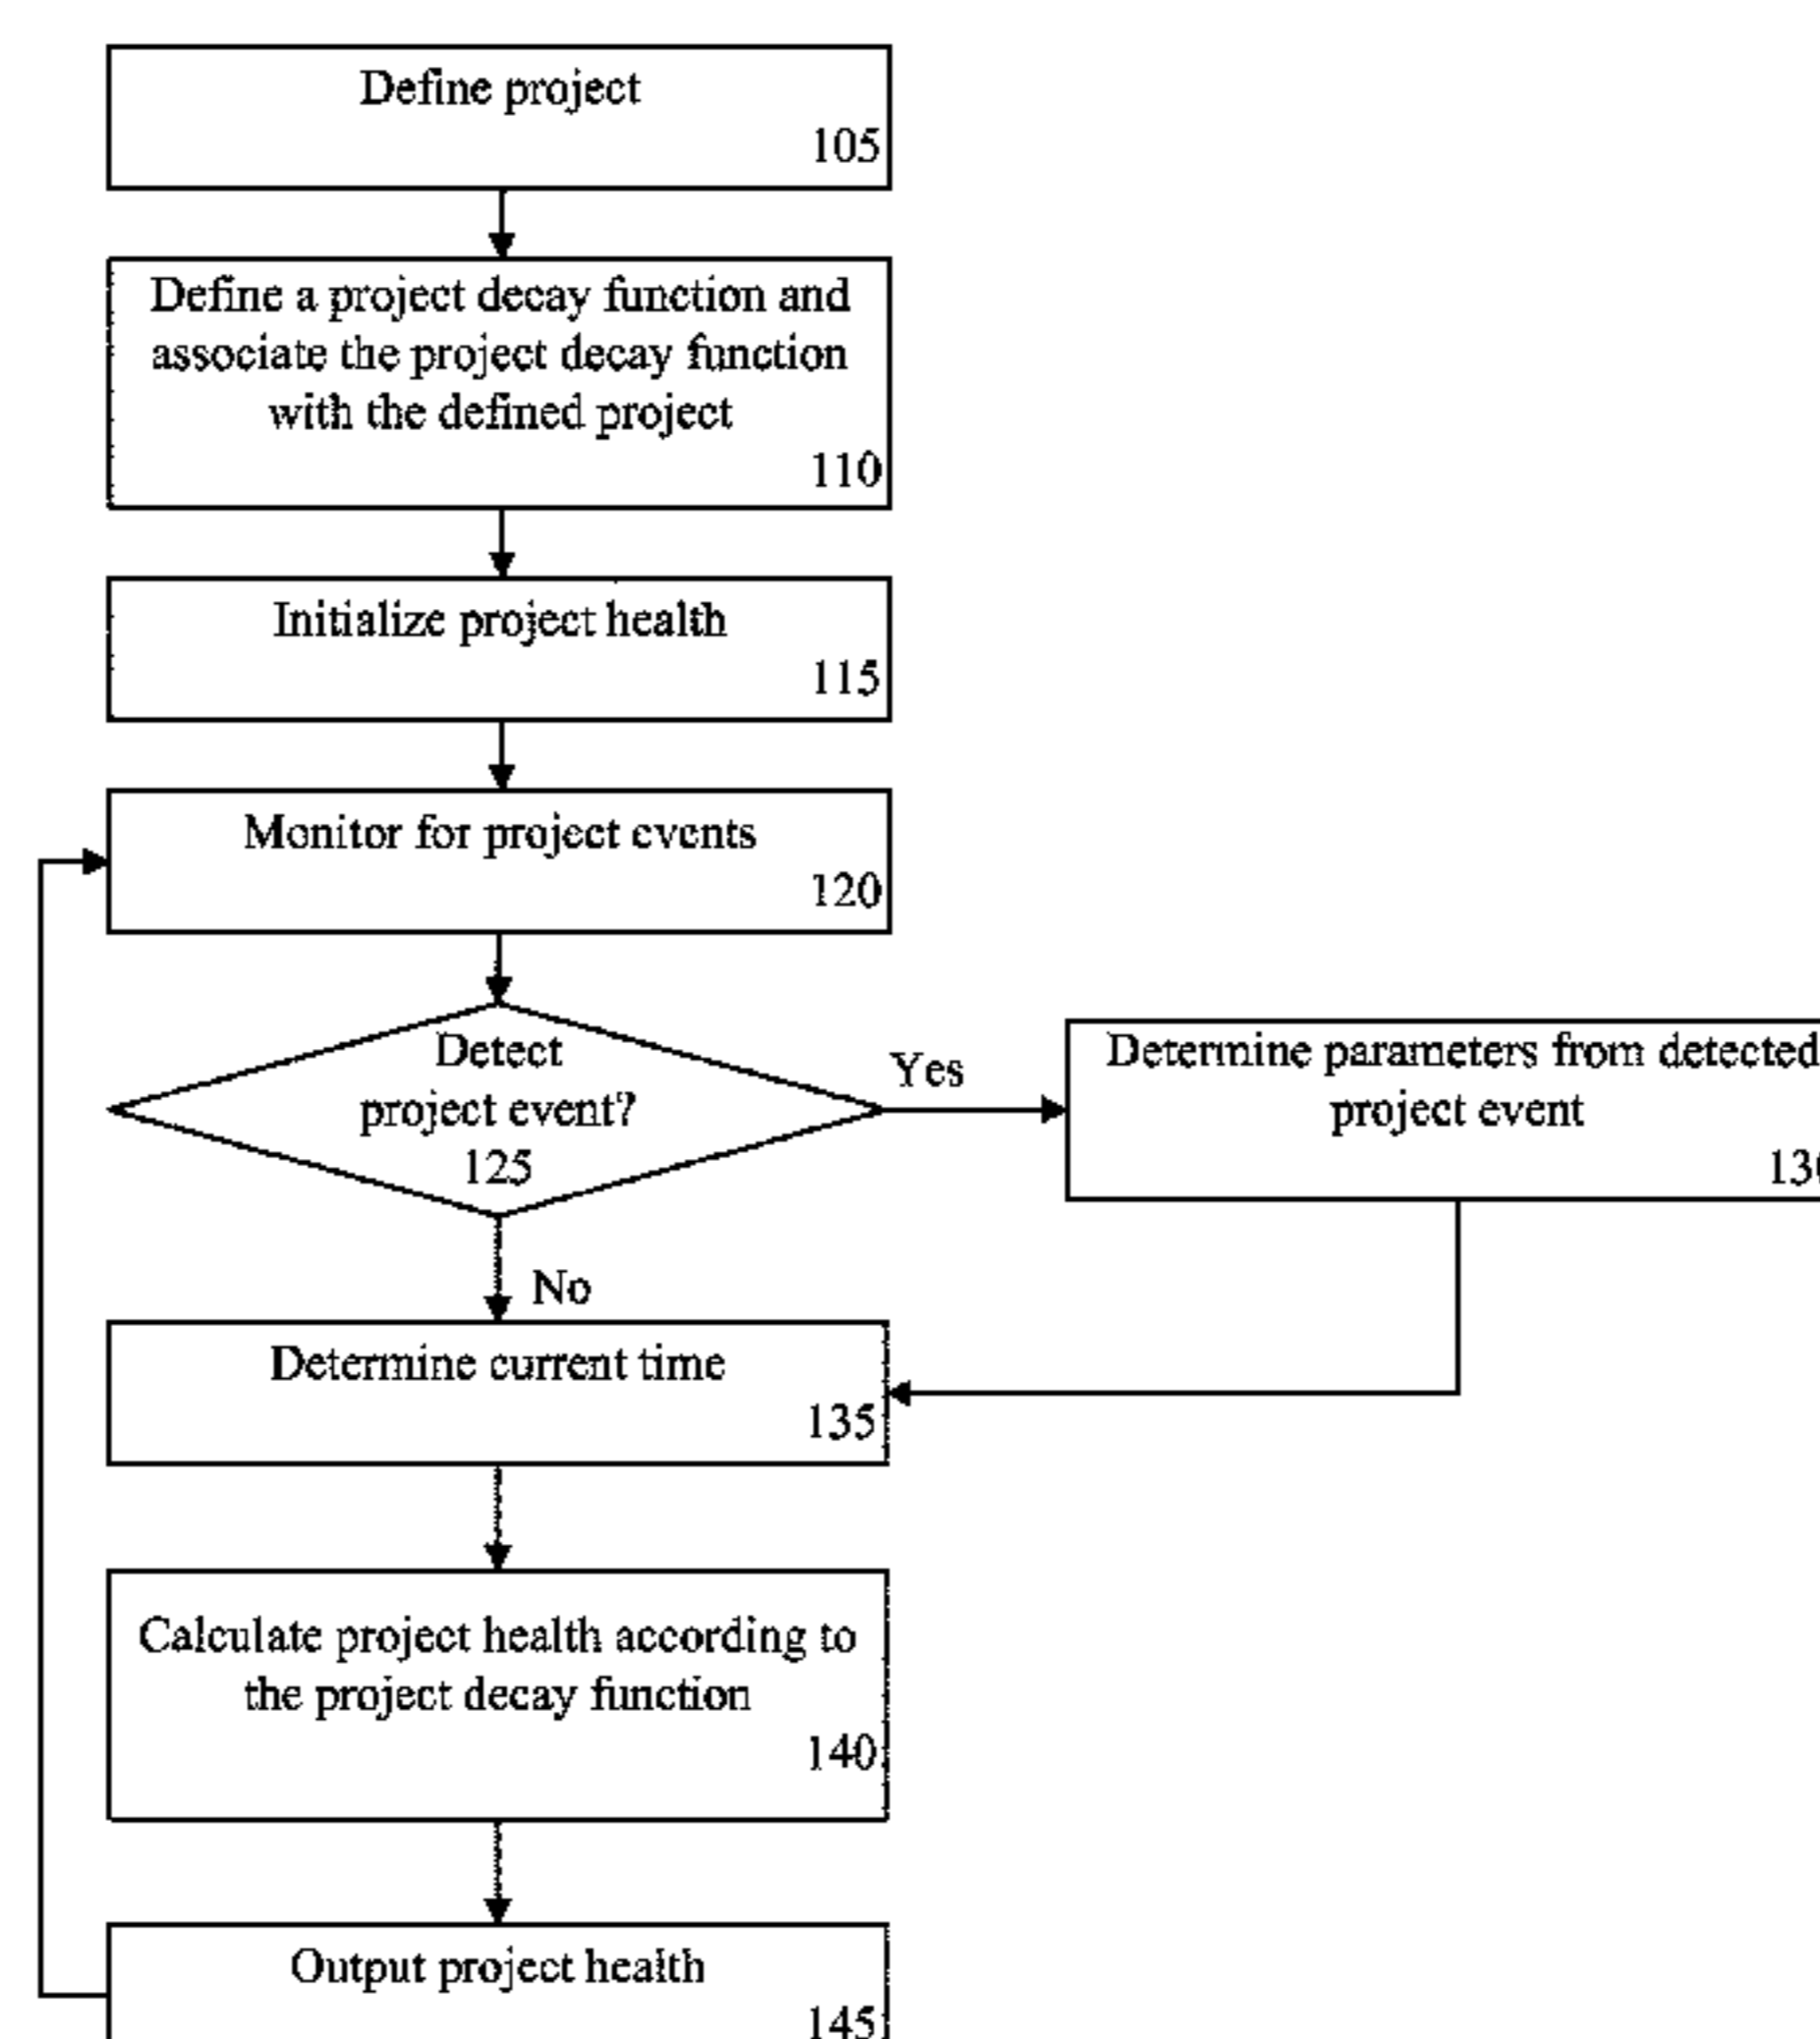 Define project
105
Define a project decay function and
associate the project decay function
with the defined project
110
Initialize project health
115
Monitor for project events
120
Detect
project event?
125
Yes
Determine parameters from detected
project event
No
Determine current time
135
Calculate project health according to
the project decay function
140
Output project health
145